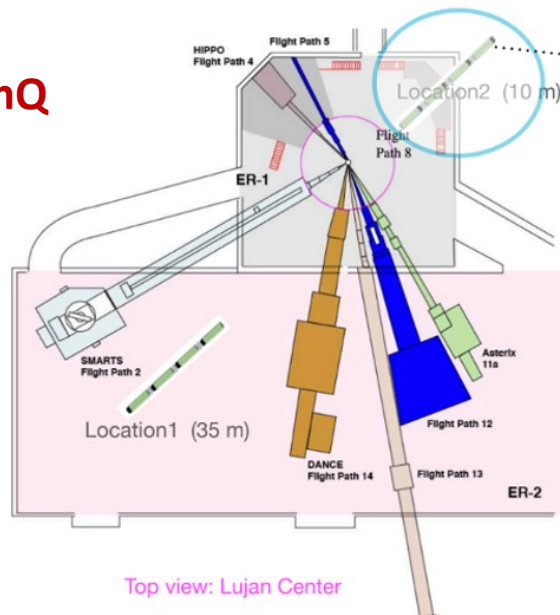 Flight Path 5
HIPPO
Flight Path 4
nQ
Location2 (10 m)
Flight
Path 8
ER-1
SMARTS
Flight Path 2
Asterix
11a
Location1 (35 m)
Flight Path 12
DANCE
Flight Path 14
Flight Path 13
ER-2
Top view: Lujan Center